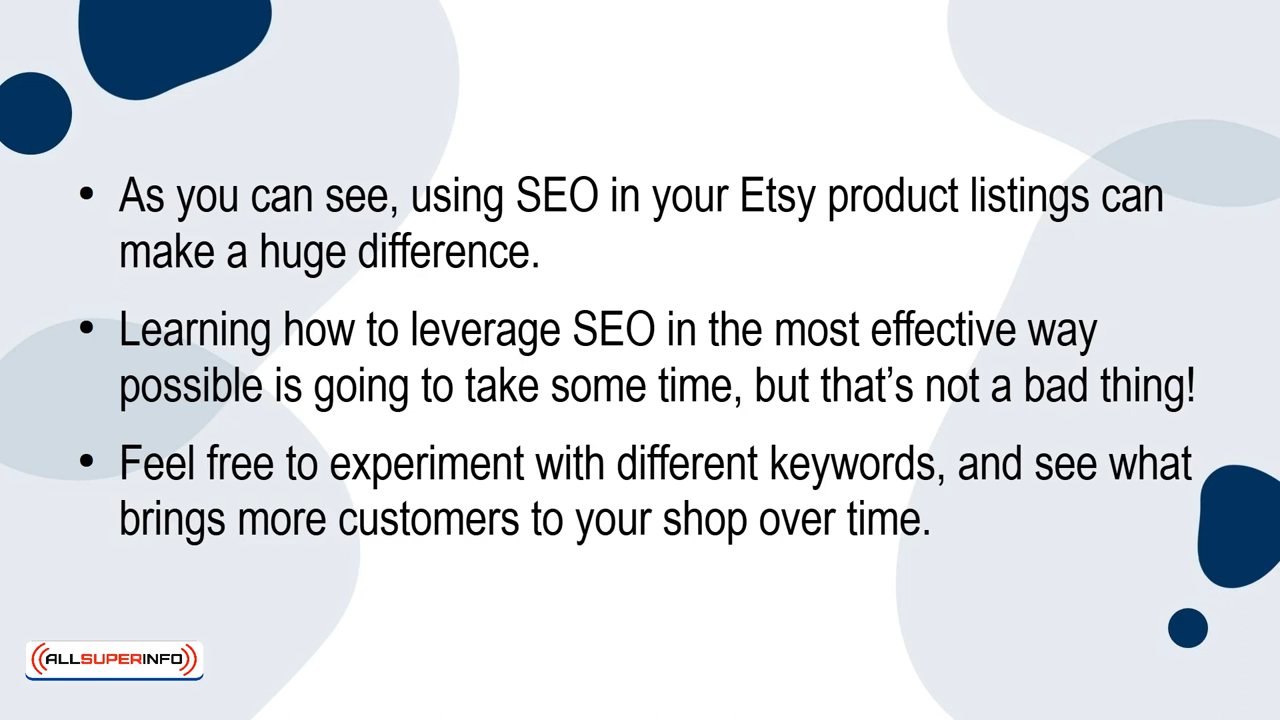 • As you can see, using SEO in your Etsy product listings can
make a huge difference.
• Learning how to leverage SEO in the most effective way
possible is going to take some time, but that’s not a bad thing!
• Feel free to experiment with different keywords, and see what
brings more customers to your shop over time.
ALLSUPERINFO